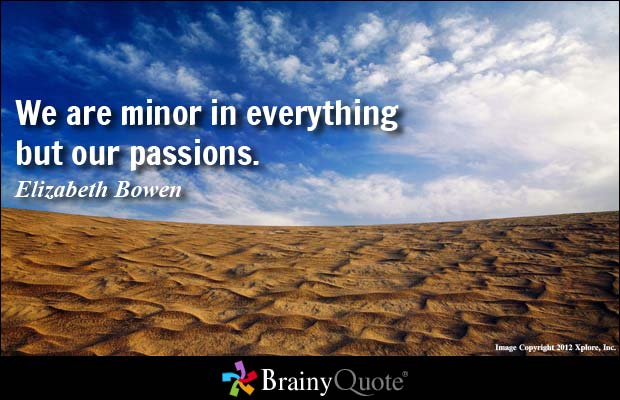 We are minor in everything
but our passions.
Elizabeth Bowen
Image Copyright 2012 Xplore, Inc.
BrainyQuote®